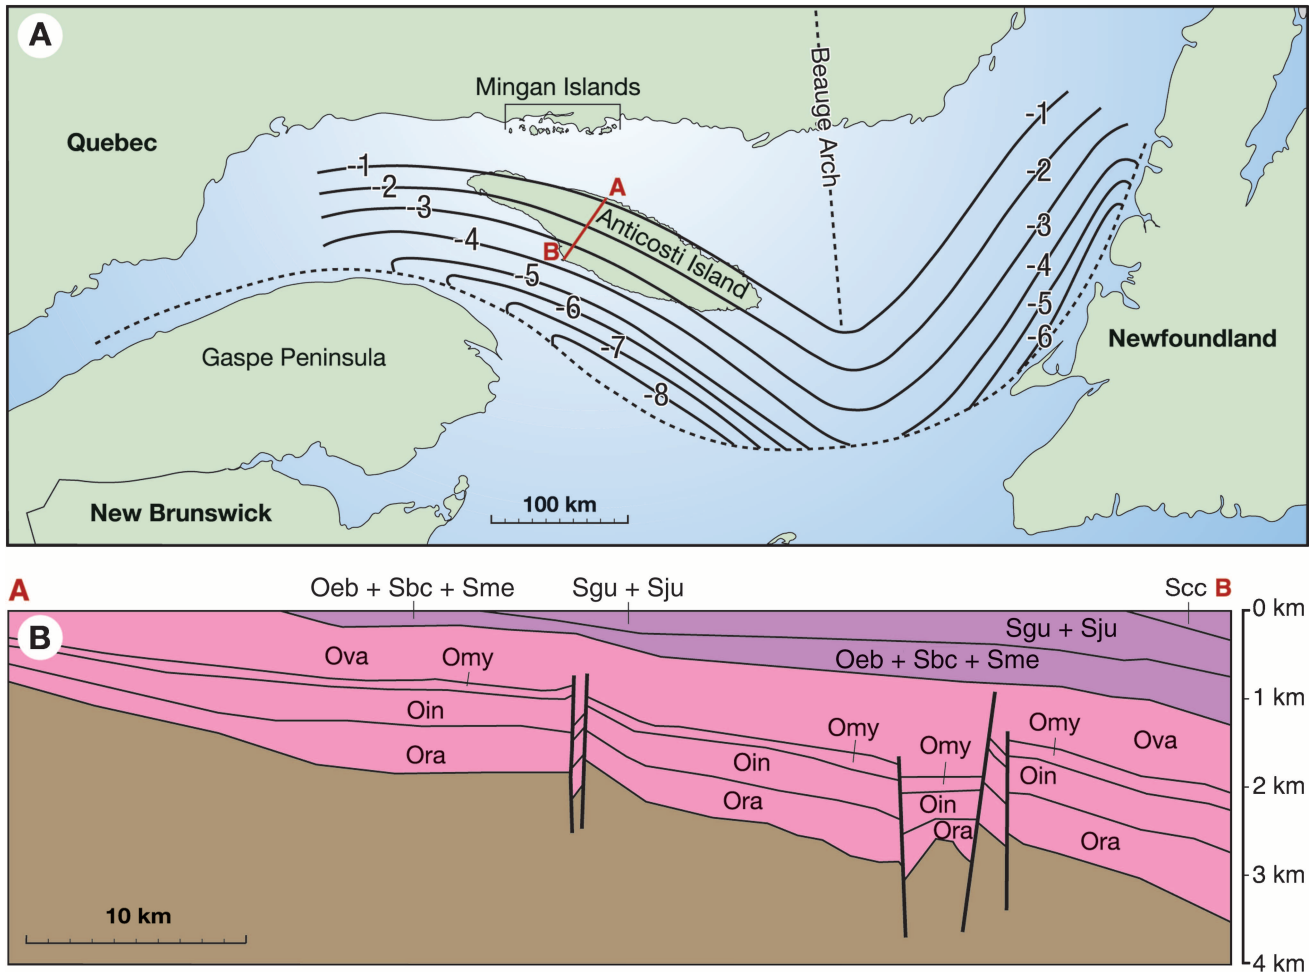 A
Mingan Islands
Quebec
Beauge Arch
-1
-2
-3
-4
-5
-6
-7
-8
A
B
Anticosti Island
-1
-2
-3
-4
-5
-6
Newfoundland
Gaspe Peninsula
New Brunswick
100 km
A
Oeb + Sbc + Sme
Sgu + Sju
Scc B
B
0 km
1 km
2 km
3 km
4 km
Sgu + Sju
Oeb + Sbc + Sme
Ova
Omy
Oin
Ora
Omy
Oin
Ora
Omy
Oin
Ora
Omy
Ova
Oin
Ora
10 km